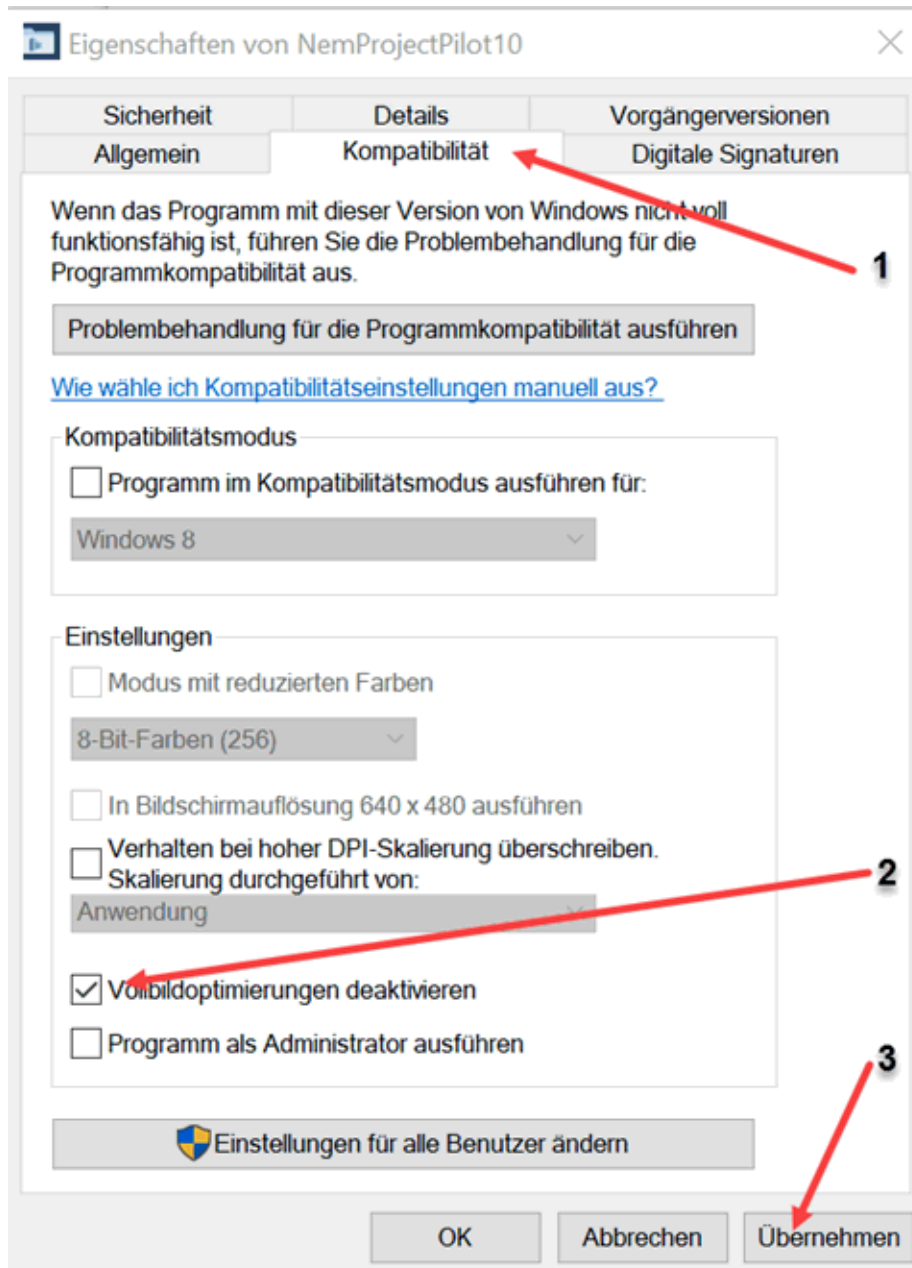 Eigenschaften von NemProjectPilot10
Sicherheit
Details
Vorgängerversionen
Allgemein
Kompatibilität
Digitale Signaturen
Wenn das Programm mit dieser Version von Windows nicht voll
funktionsfähig ist, führen Sie die Problembehandlung für die
Programmkompatibilität aus.
1
Problembehandlung für die Programmkompatibilität ausführen
Wie wähle ich Kompatibilitätseinstellungen manuell aus?
Kompatibilitätsmodus
Programm im Kompatibilitätsmodus ausführen für:
Windows 8
Einstellungen
Modus mit reduzierten Farben
8-Bit-Farben (256)
In Bildschirmauflösung 640 x 480 ausführen
Verhalten bei hoher DPI-Skalierung überschreiben.
Skalierung durchgeführt von:
2
Anwendung
Vollbildoptimierungen deaktivieren
Programm als Administrator ausführen
3
Einstellungen für alle Benutzer ändern
OK
Abbrechen
Übernehmen